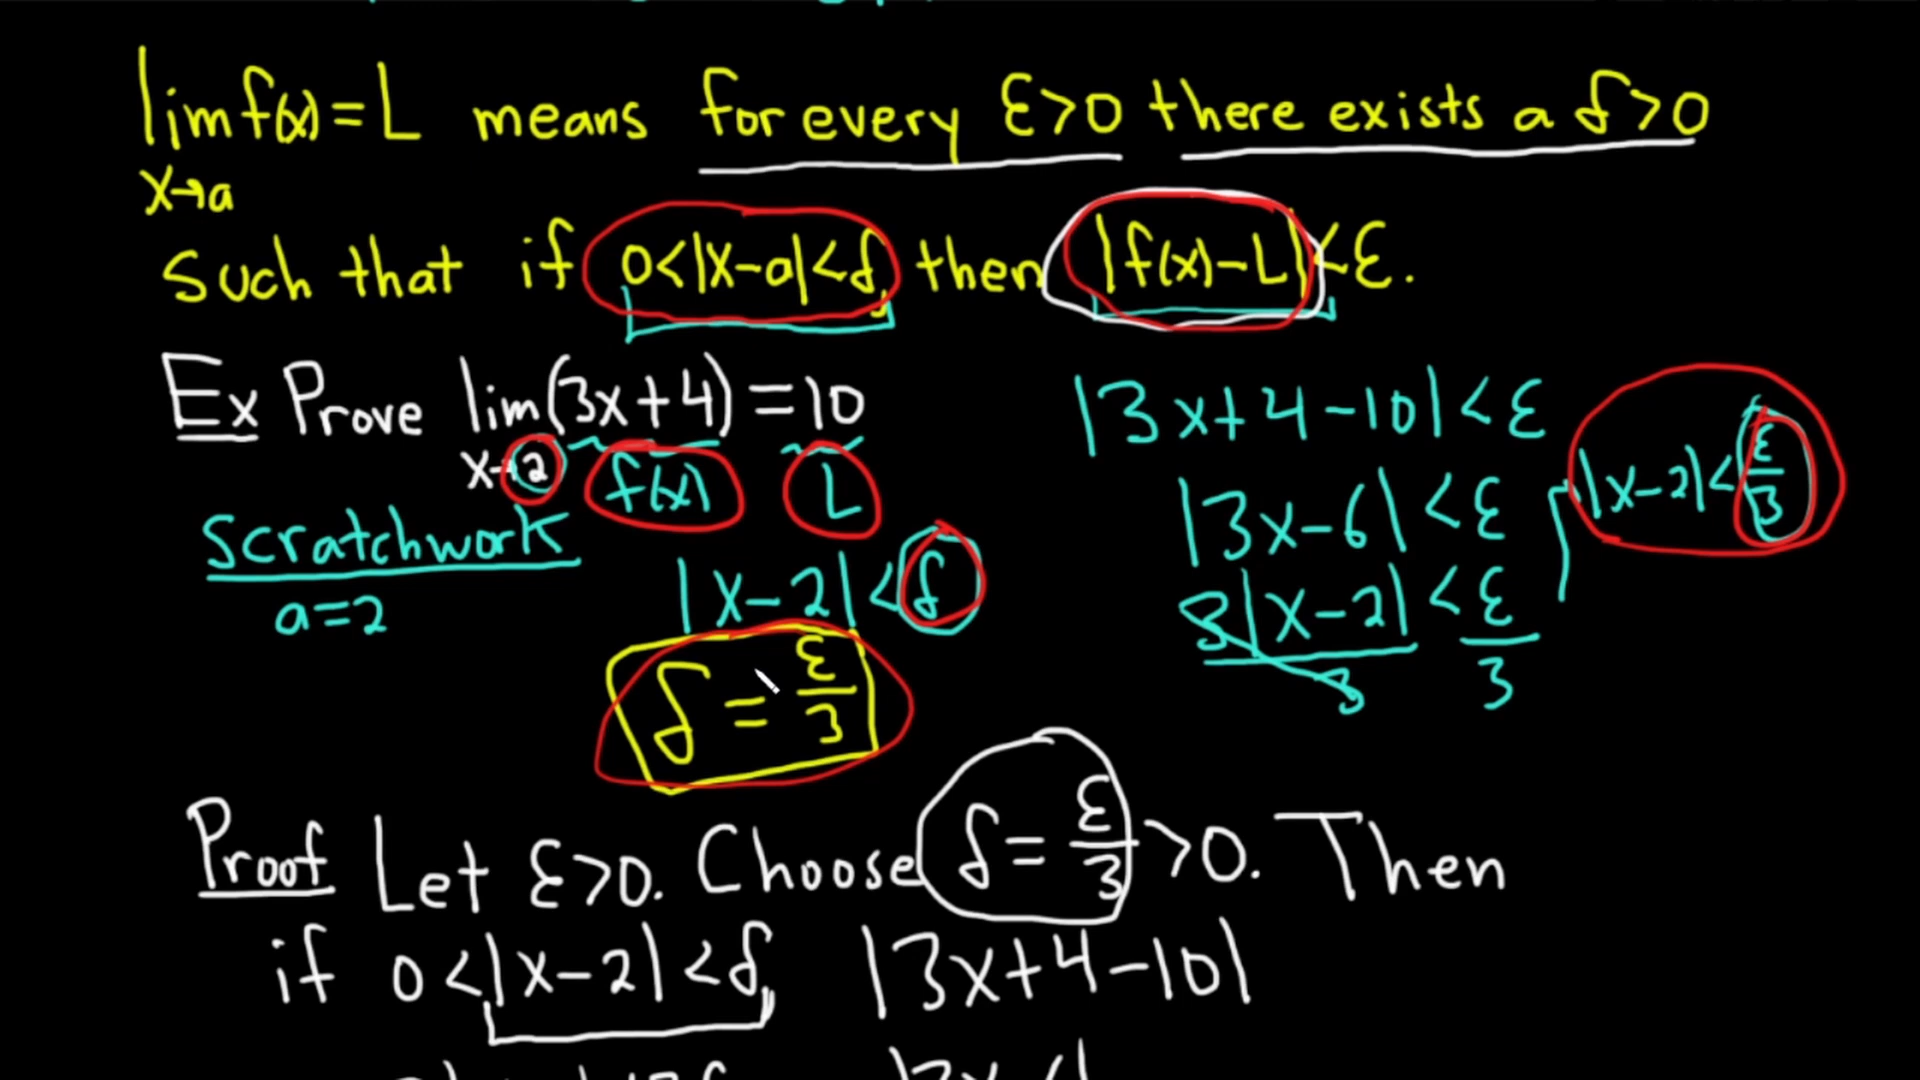 lim f(x) = L means for every ε>0 there exists a δ>0
x→a
such that if 0<|x-a|<δ, then |f(x)-L|<ε.
Ex Prove lim(3x+4)=10
x→2
f(x) L
Scratchwork
a=2
|x-2|<δ
δ = ε/3
|3x+4-10|<ε
|3x-6|<ε
3|x-2|/3 < ε/3
|x-2|<ε/3
Proof Let ε>0. Choose δ = ε/3 >0. Then
if 0<|x-2|<δ, |3x+4-10|